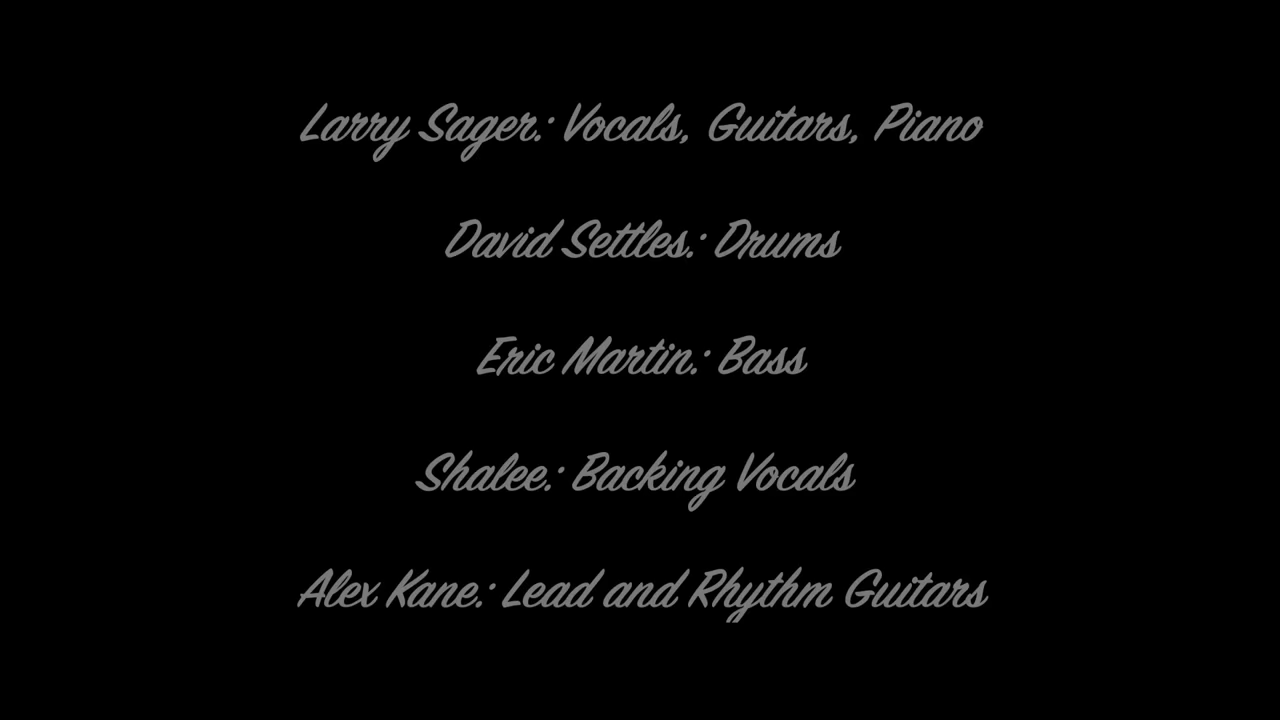 Larry Sager: Vocals, Guitars, Piano
David Settles: Drums
Eric Martin: Bass
Shalee: Backing Vocals
Alex Kane: Lead and Rhythm Guitars